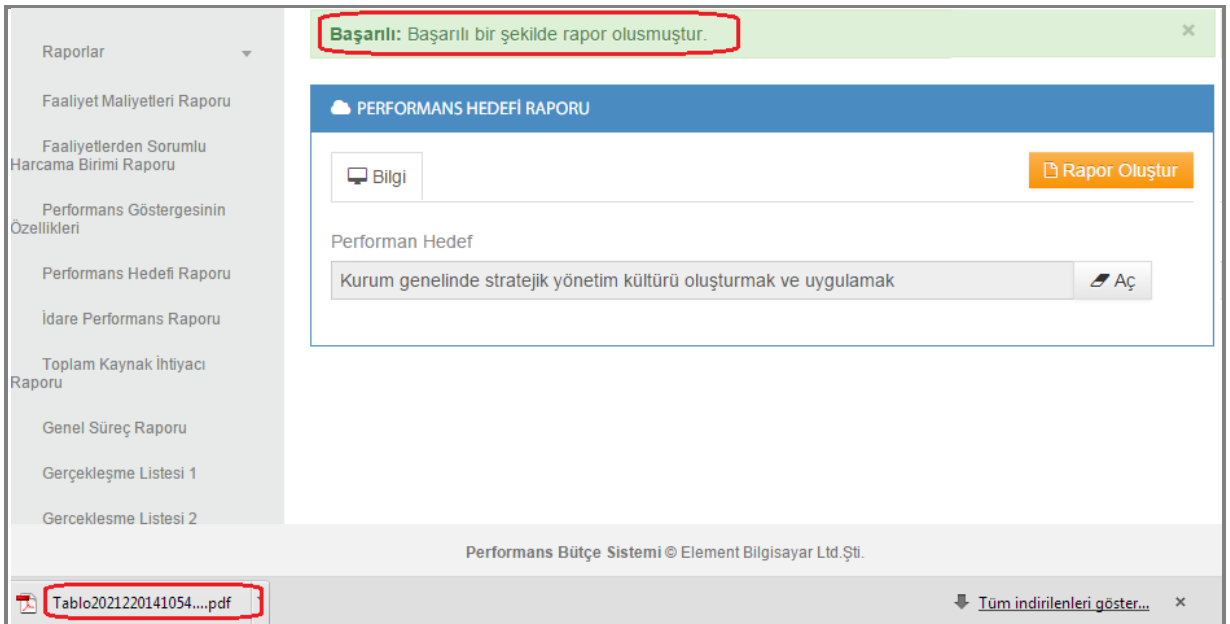 Başarılı: Başarılı bir şekilde rapor olusmuştur.
×
Raporlar
Faaliyet Maliyetleri Raporu
Faaliyetlerden Sorumlu
Harcama Birimi Raporu
Performans Göstergesinin
Özellikleri
Performans Hedefi Raporu
İdare Performans Raporu
Toplam Kaynak İhtiyacı
Raporu
Genel Süreç Raporu
Gerçekleşme Listesi 1
Gerçekleşme Listesi 2
PERFORMANS HEDEFİ RAPORU
Bilgi
Rapor Oluştur
Performan Hedef
Kurum genelinde stratejik yönetim kültürü oluşturmak ve uygulamak
Aç
Performans Bütçe Sistemi © Element Bilgisayar Ltd.Şti.
Tablo2021220141054....pdf
Tüm indirilenleri göster...
×